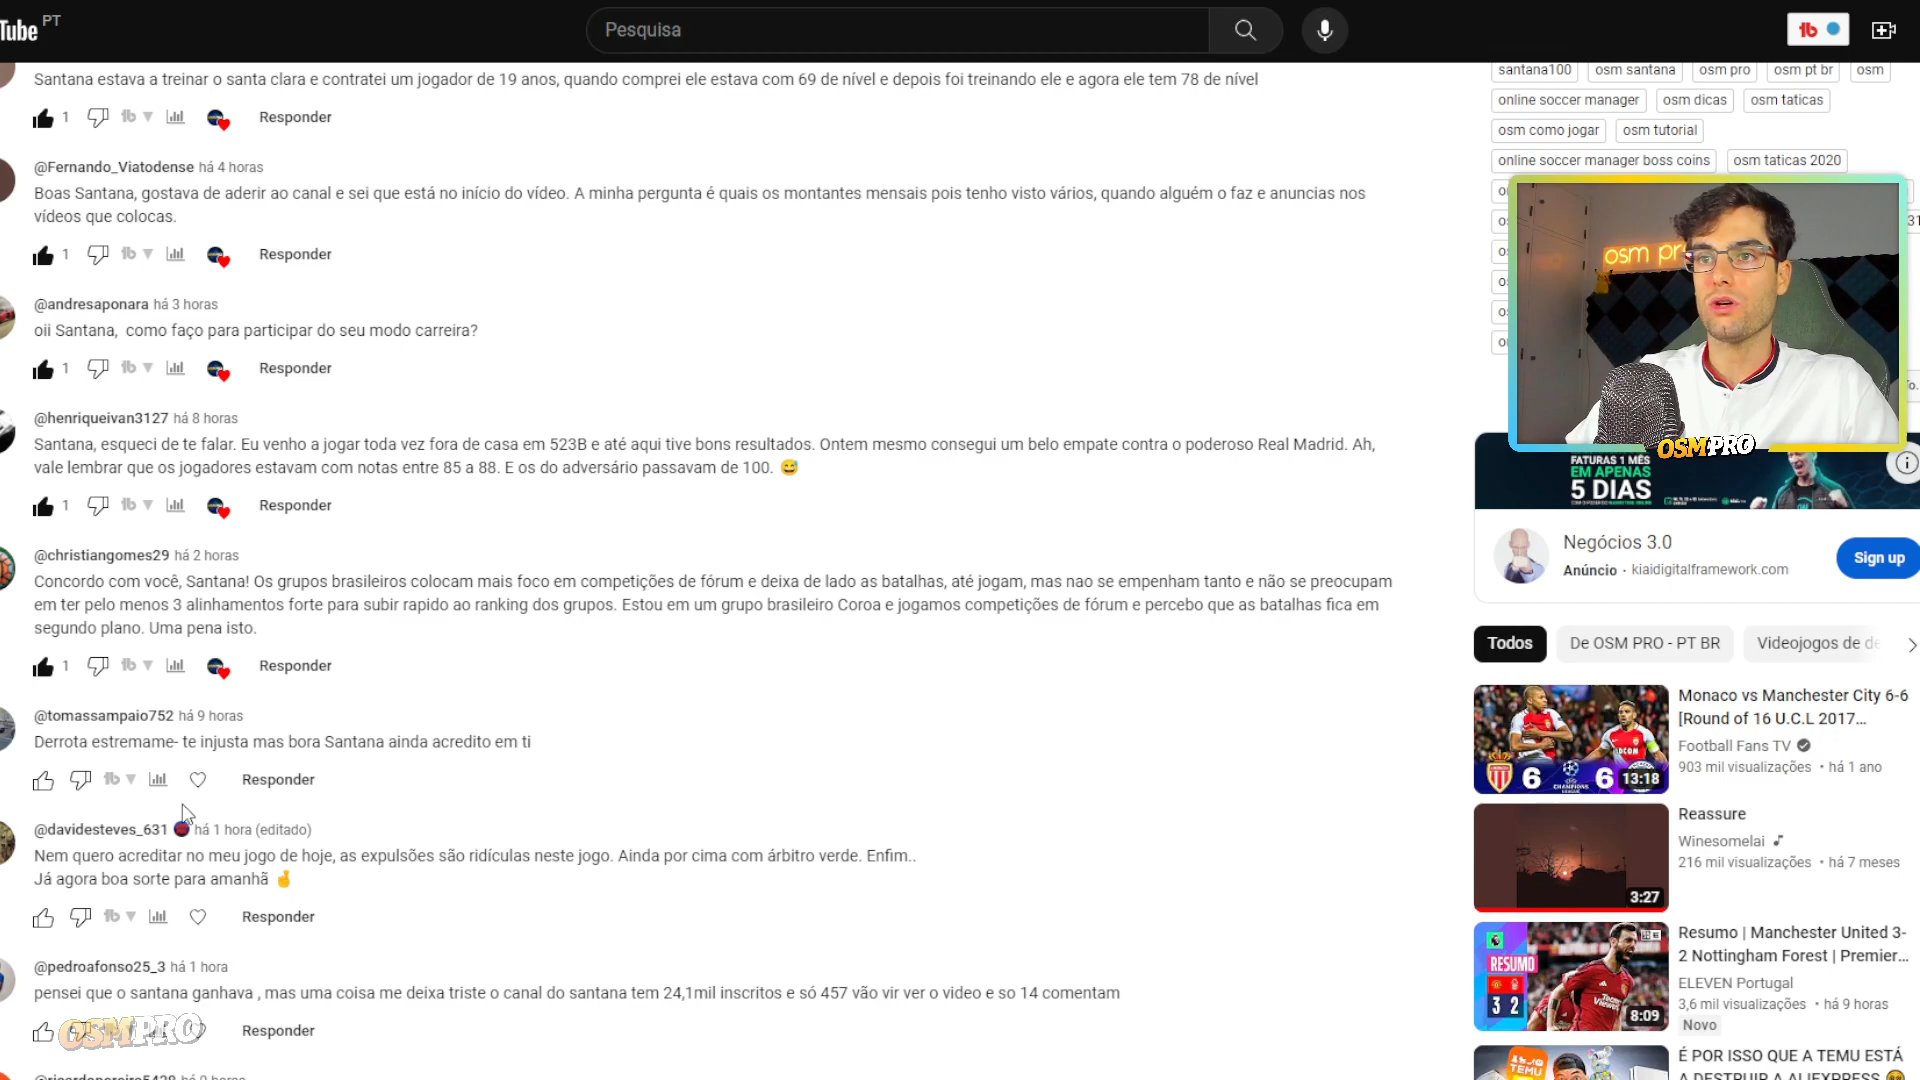 Tube PT
Pesquisa
Santana estava a treinar o santa clara e contratei um jogador de 19 anos, quando comprei ele estava com 69 de nível e depois foi treinando ele e agora ele tem 78 de nível
1 Responder
@Fernando_Viatodense há 4 horas
Boas Santana, gostava de aderir ao canal e sei que está no início do vídeo. A minha pergunta é quais os montantes mensais pois tenho visto vários, quando alguém o faz e anuncias nos
vídeos que colocas.
1 Responder
@andresaponara há 3 horas
oii Santana, como faço para participar do seu modo carreira?
1 Responder
@henriqueivan3127 há 8 horas
Santana, esqueci de te falar. Eu venho a jogar toda vez fora de casa em 523B e até aqui tive bons resultados. Ontem mesmo consegui um belo empate contra o poderoso Real Madrid. Ah,
vale lembrar que os jogadores estavam com notas entre 85 a 88. E os do adversário passavam de 100. 😅
1 Responder
@christiangomes29 há 2 horas
Concordo com você, Santana! Os grupos brasileiros colocam mais foco em competições de fórum e deixa de lado as batalhas, até jogam, mas nao se empenham tanto e não se preocupam
em ter pelo menos 3 alinhamentos forte para subir rapido ao ranking dos grupos. Estou em um grupo brasileiro Coroa e jogamos competições de fórum e percebo que as batalhas fica em
segundo plano. Uma pena isto.
1 Responder
@tomassampaio752 há 9 horas
Derrota estremame- te injusta mas bora Santana ainda acredito em ti
Responder
@davidesteves_631 há 1 hora (editado)
Nem quero acreditar no meu jogo de hoje, as expulsões são ridículas neste jogo. Ainda por cima com árbitro verde. Enfim..
Já agora boa sorte para amanhã 🤞
Responder
@pedroafonso25_3 há 1 hora
pensei que o santana ganhava , mas uma coisa me deixa triste o canal do santana tem 24,1mil inscritos e só 457 vão vir ver o video e so 14 comentam
OSMPRO Responder
santana100 osm santana osm pro osm pt br osm
online soccer manager osm dicas osm taticas
osm como jogar osm tutorial
online soccer manager boss coins osm taticas 2020
osm pr
OSMPRO
FATURAS 1 MÊS
EM APENAS
5 DIAS
Negócios 3.0
Anúncio · kiaidigitalframework.com
Sign up
Todos De OSM PRO - PT BR Videojogos de de
Monaco vs Manchester City 6-6
[Round of 16 U.C.L 2017...
Football Fans TV
903 mil visualizações • há 1 ano
6 6 13:18
Reassure
Winesomelai
216 mil visualizações • há 7 meses
3:27
Resumo | Manchester United 3-
2 Nottingham Forest | Premier...
ELEVEN Portugal
3,6 mil visualizações • há 9 horas
Novo
RESUMO
3 2
8:09
É POR ISSO QUE A TEMU ESTÁ
A DESTRUIR A ALIEXPRESS
TEMU